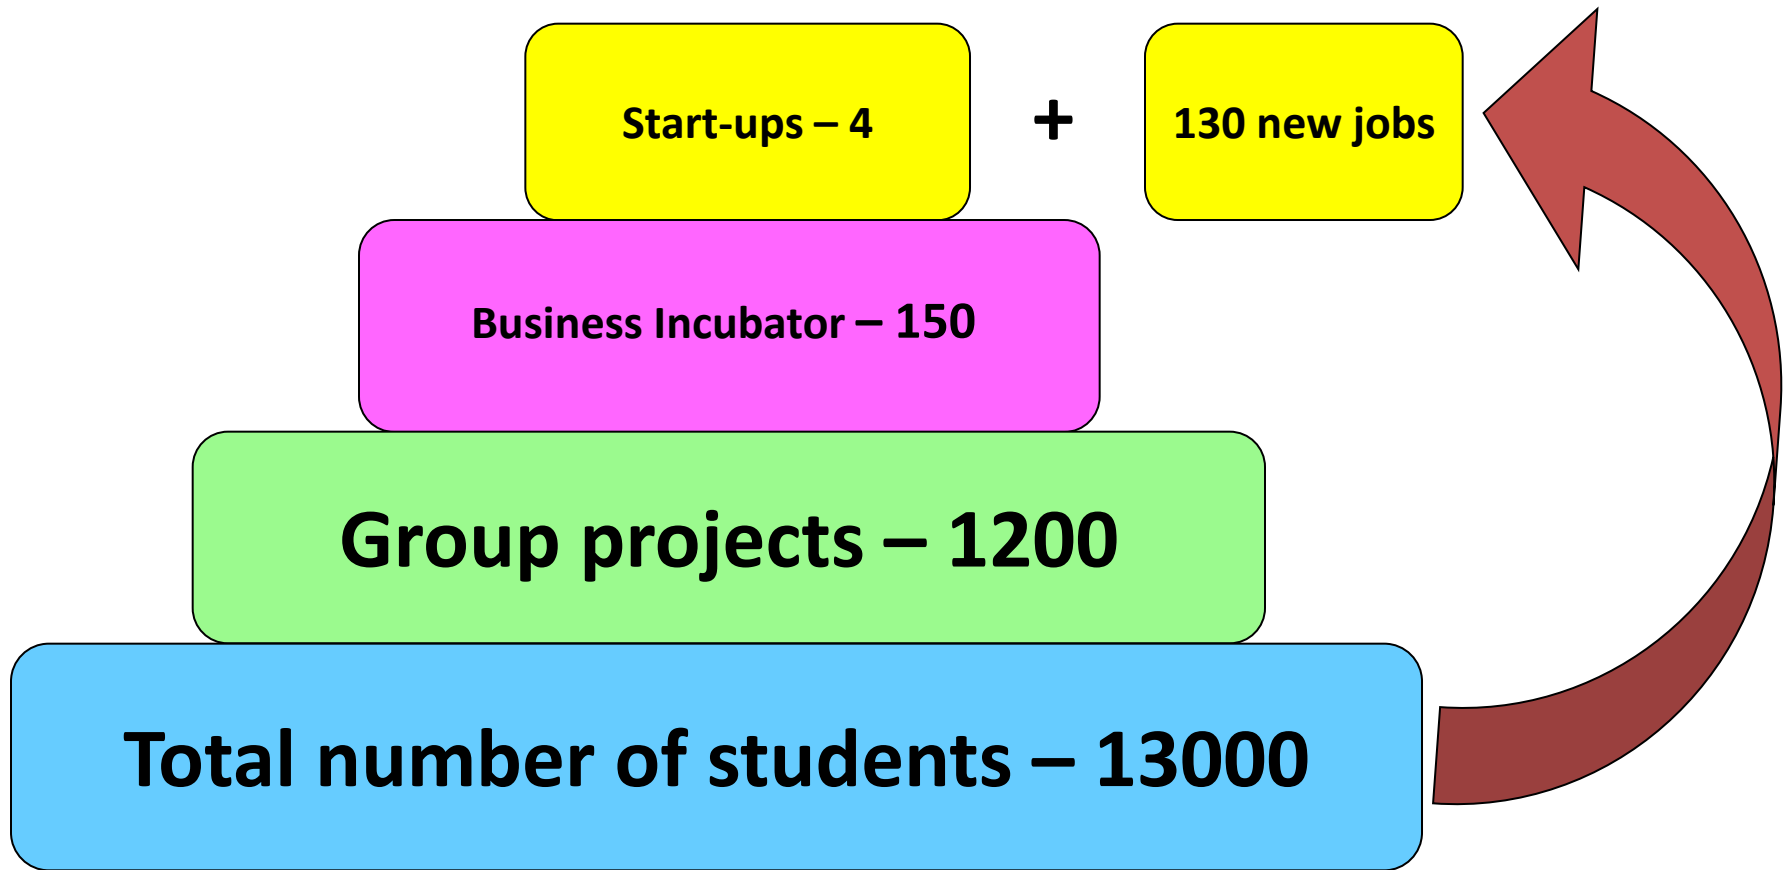 Start-ups – 4
+
130 new jobs
Business Incubator – 150
Group projects – 1200
Total number of students – 13000